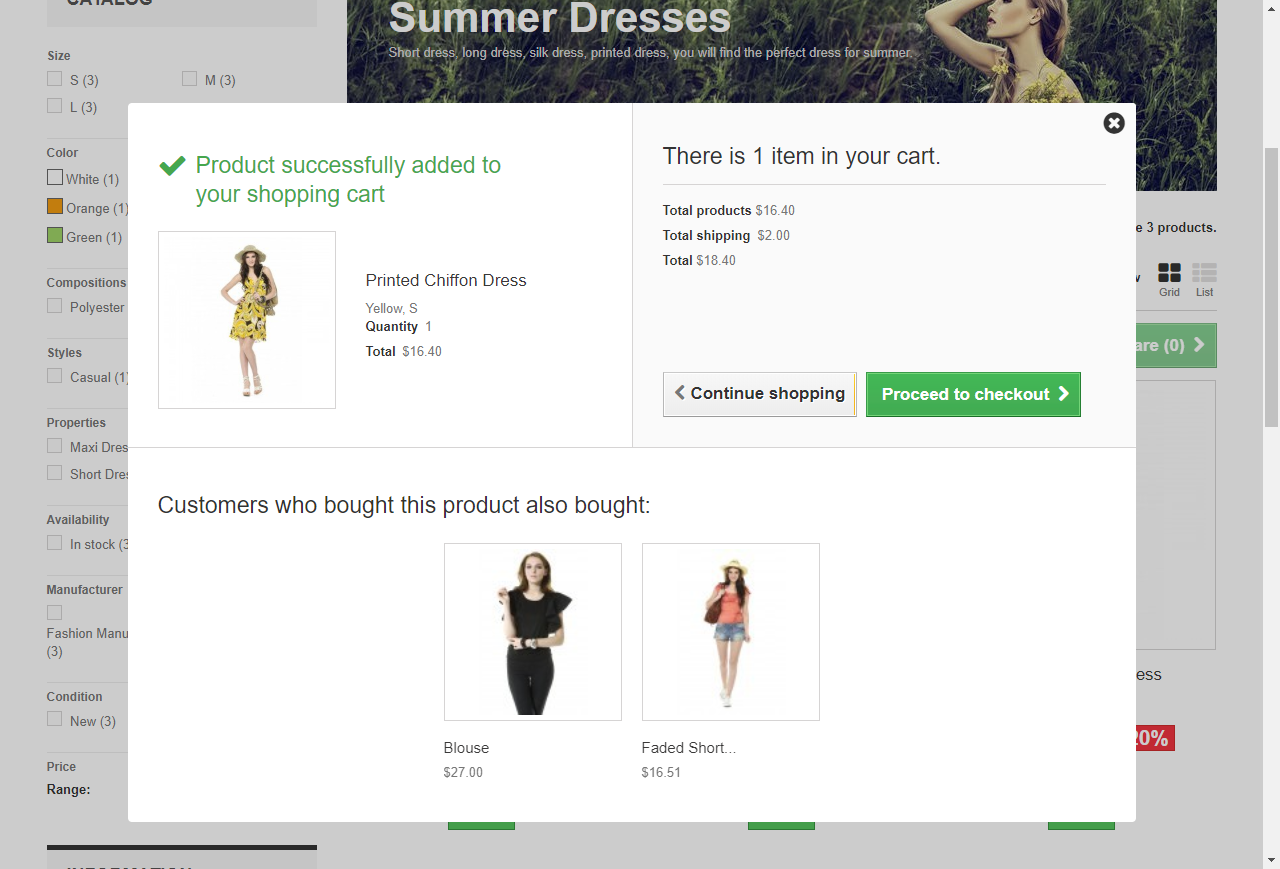 CATALOG
Size
S (3)
M (3)
L (3)
Color
White (1)
Orange (1)
Green (1)
Compositions
Polyester
Styles
Casual (1)
Properties
Maxi Dres
Short Dres
Availability
In stock (3
Manufacturer
Fashion Manu
(3)
Condition
New (3)
Price
Range:
Summer Dresses
Short dress, long dress, silk dress, printed dress, you will find the perfect dress for summer.
e 3 products.
Grid
List
are (0)
ess
20%
Product successfully added to
your shopping cart
Printed Chiffon Dress
Yellow, S
Quantity 1
Total $16.40
There is 1 item in your cart.
Total products $16.40
Total shipping $2.00
Total $18.40
Continue shopping
Proceed to checkout
Customers who bought this product also bought:
Blouse
$27.00
Faded Short...
$16.51